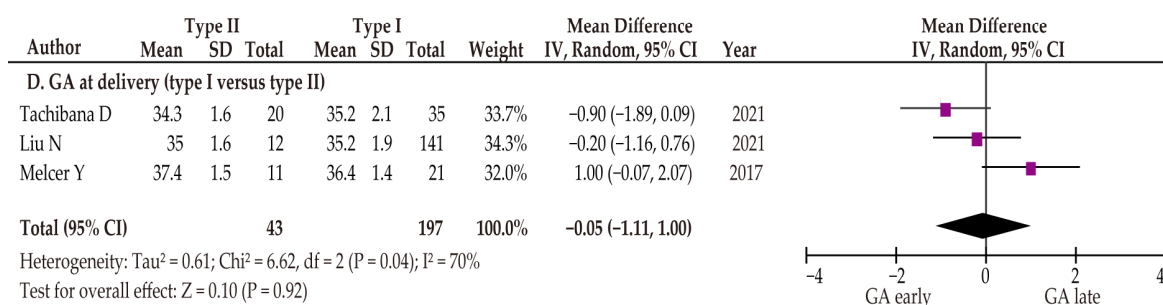 Type II Type I Mean Difference Mean Difference
Author Mean SD Total Mean SD Total Weight IV, Random, 95% CI Year IV, Random, 95% CI
D. GA at delivery (type I versus type II)
Tachibana D 34.3 1.6 20 35.2 2.1 35 33.7% −0.90 (−1.89, 0.09) 2021
Liu N 35 1.6 12 35.2 1.9 141 34.3% −0.20 (−1.16, 0.76) 2021
Melcer Y 37.4 1.5 11 36.4 1.4 21 32.0% 1.00 (−0.07, 2.07) 2017
Total (95% CI) 43 197 100.0% −0.05 (−1.11, 1.00)
Heterogeneity: Tau² = 0.61; Chi² = 6.62, df = 2 (P = 0.04); I² = 70%
Test for overall effect: Z = 0.10 (P = 0.92)
−4 −2 0 2 4
GA early GA late